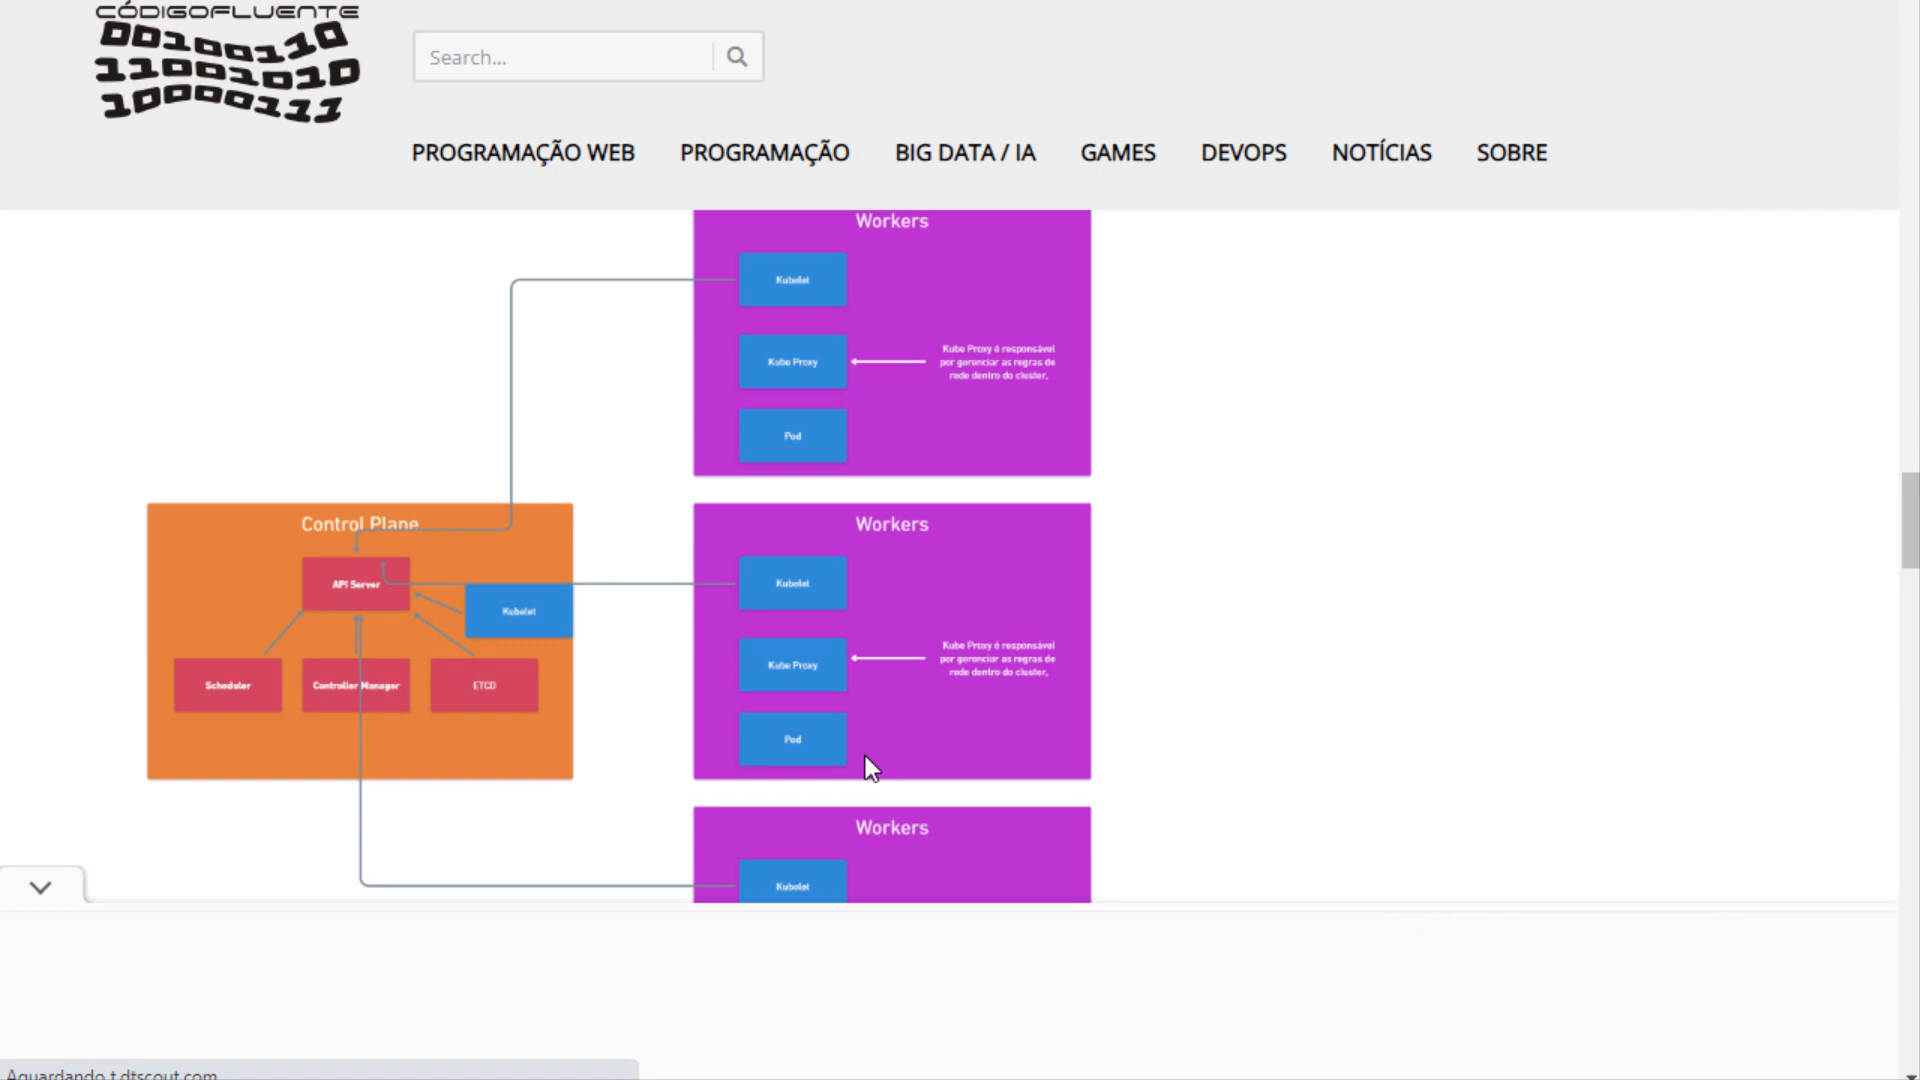 CÓDIGOFLUENTE
00100110
11001010
10000111
Search...
PROGRAMAÇÃO WEB PROGRAMAÇÃO BIG DATA / IA GAMES DEVOPS NOTÍCIAS SOBRE
Workers
Kubelet
Kube Proxy
Kube Proxy é responsável
por gerenciar as regras de
rede dentro do cluster,
Pod
Control Plane
API Server
Kubelet
Scheduler
Controller Manager
ETCD
Workers
Kubelet
Kube Proxy
Kube Proxy é responsável
por gerenciar as regras de
rede dentro do cluster,
Pod
Workers
Kubelet
Aguardando t.dtscout.com